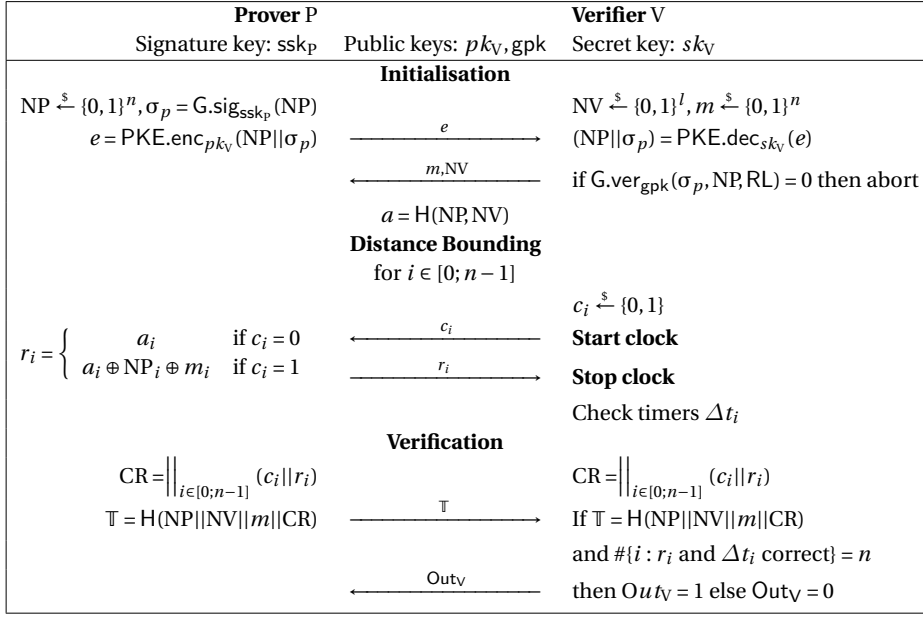 Prover P Verifier V
Signature key: ssk_P Public keys: pk_V, gpk Secret key: sk_V
Initialisation
NP ←$ {0, 1}^n, σ_p = G.sig_{ssk_P}(NP) NV ←$ {0, 1}^l, m ←$ {0, 1}^n
e = PKE.enc_{pk_V}(NP||σ_p) e (NP||σ_p) = PKE.dec_{sk_V}(e)
m,NV if G.ver_{gpk}(σ_p, NP, RL) = 0 then abort
a = H(NP, NV)
Distance Bounding
for i ∈ [0; n − 1]
c_i ←$ {0, 1}
r_i = { a_i if c_i = 0 c_i Start clock
a_i ⊕ NP_i ⊕ m_i if c_i = 1 r_i Stop clock
Check timers Δt_i
Verification
CR = ||_{i∈[0;n−1]} (c_i||r_i) CR = ||_{i∈[0;n−1]} (c_i||r_i)
𝕋 = H(NP||NV||m||CR) 𝕋 If 𝕋 = H(NP||NV||m||CR)
and #{i : r_i and Δt_i correct} = n
Out_V then Out_V = 1 else Out_V = 0